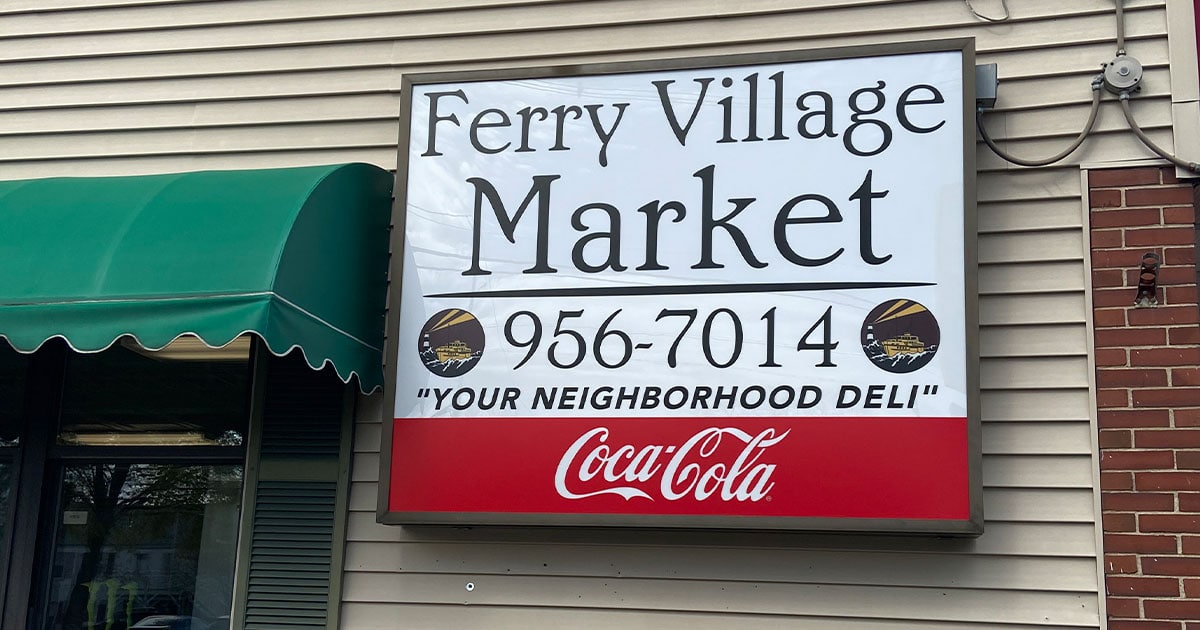 Ferry Village
Market
956-7014
"YOUR NEIGHBORHOOD DELI"
Coca-Cola